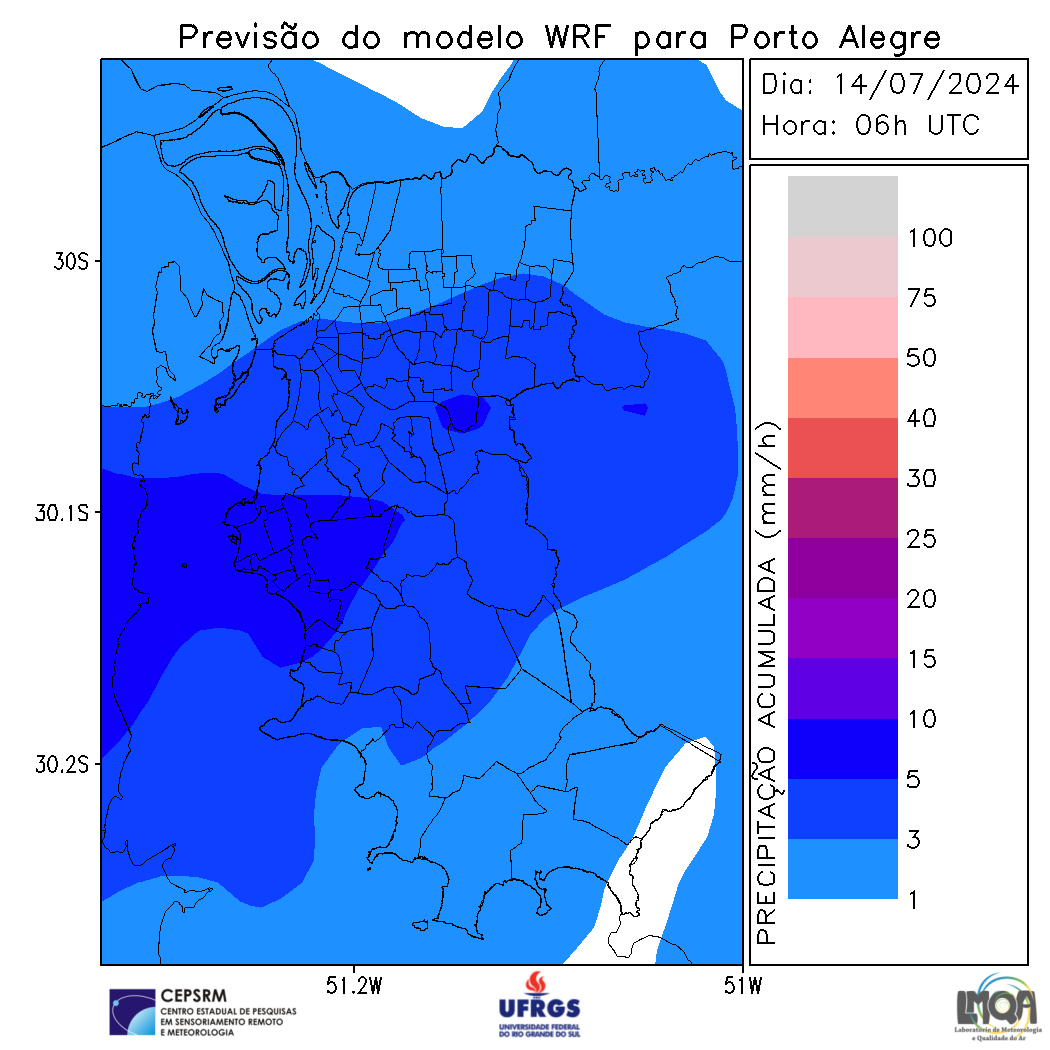 Previsão do modelo WRF para Porto Alegre
Dia: 14/07/2024
Hora: 06h UTC
30S
30.1S
30.2S
51.2W
51W
PRECIPITAÇÃO ACUMULADA (mm/h)
100
75
50
40
30
25
20
15
10
5
3
1
CEPSRM
CENTRO ESTADUAL DE PESQUISAS
EM SENSORIAMENTO REMOTO
E METEOROLOGIA
UFRGS
UNIVERSIDADE FEDERAL
DO RIO GRANDE DO SUL
LMQA
Laboratório de Meteorologia
e Qualidade do Ar